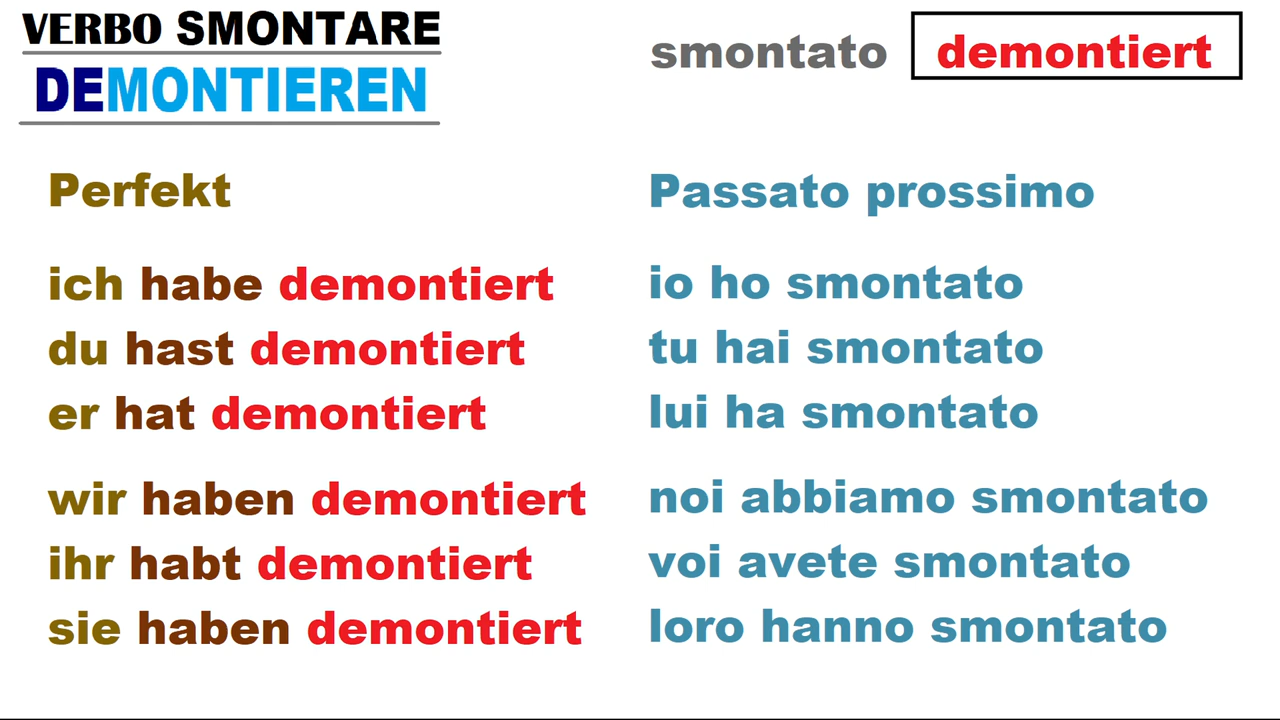 VERBO SMONTARE
DEMONTIEREN
smontato demontiert
Perfekt
ich habe demontiert
du hast demontiert
er hat demontiert
wir haben demontiert
ihr habt demontiert
sie haben demontiert
Passato prossimo
io ho smontato
tu hai smontato
lui ha smontato
noi abbiamo smontato
voi avete smontato
loro hanno smontato